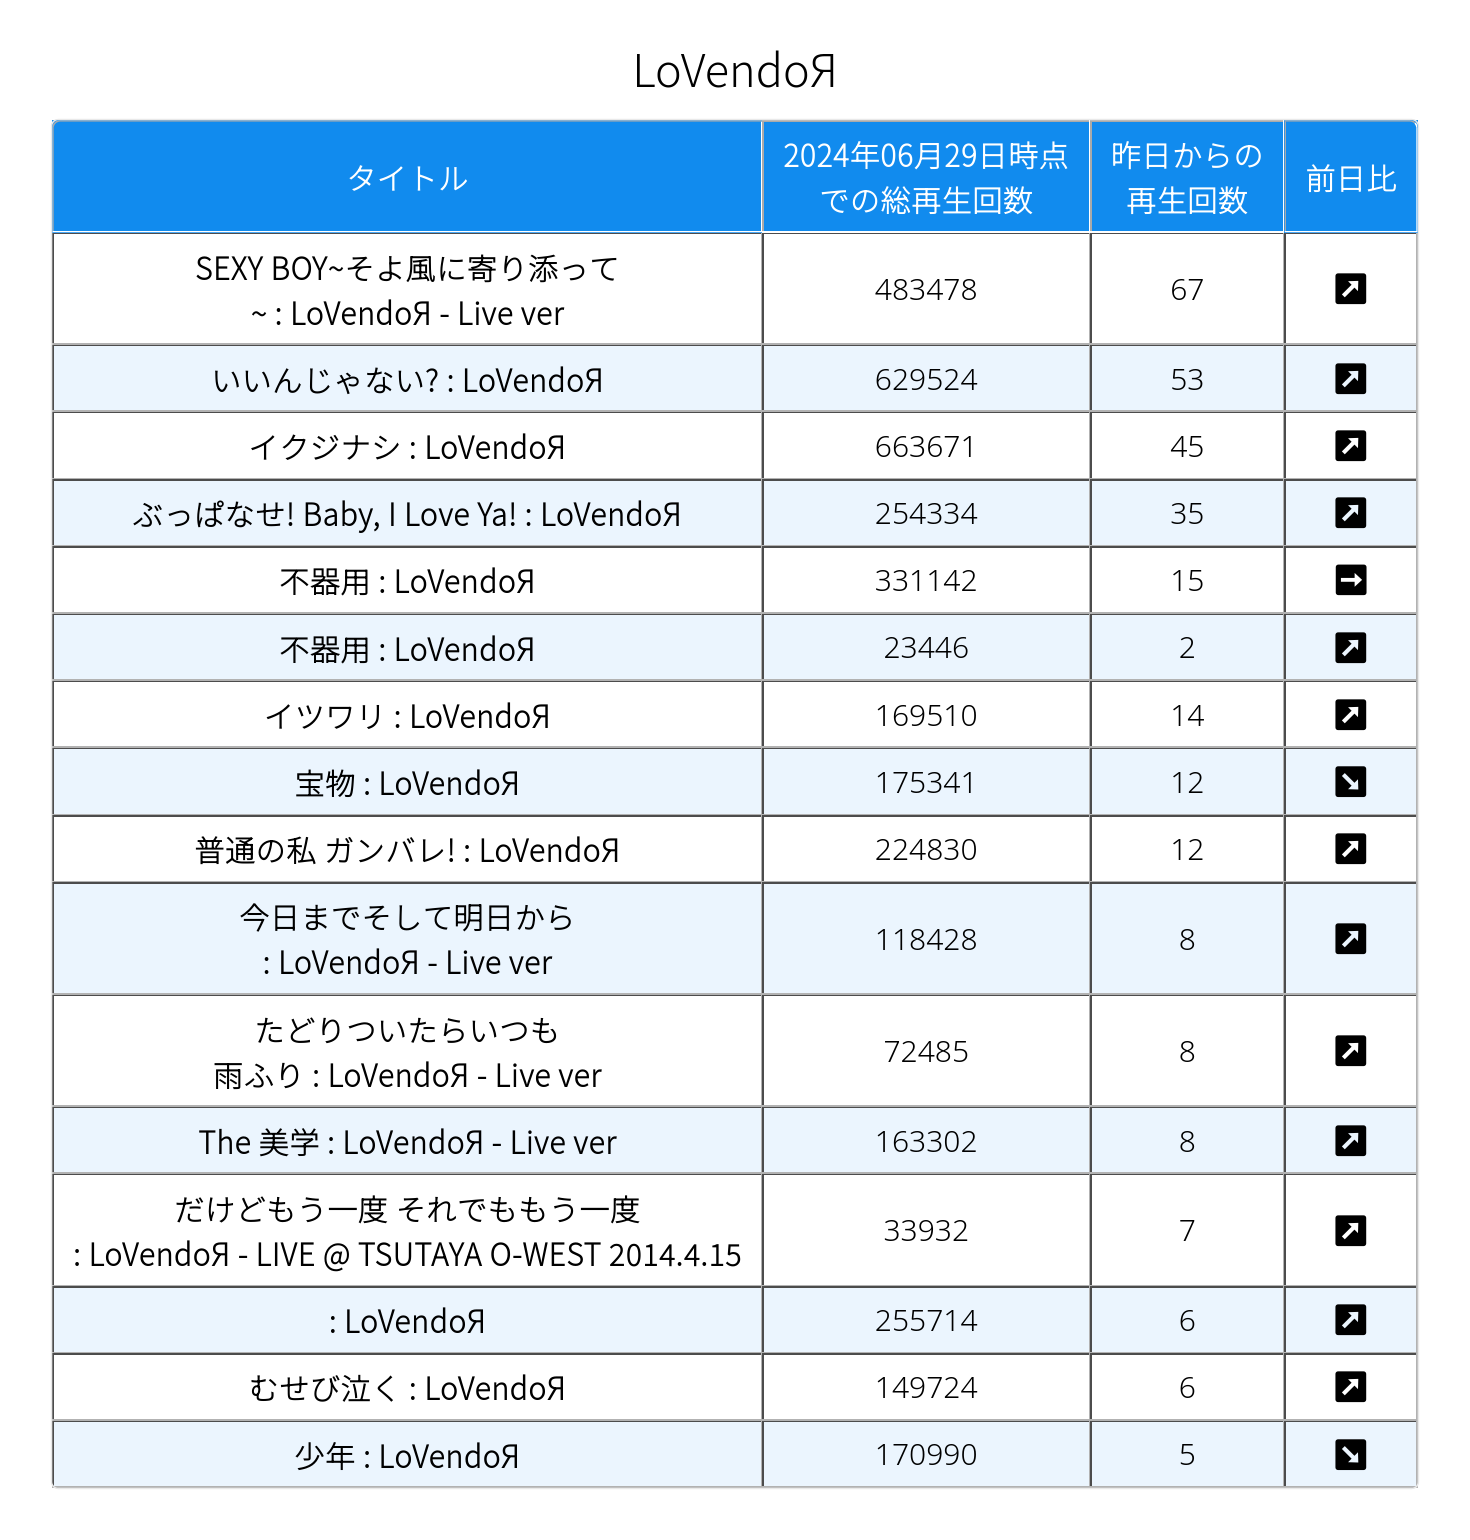 LoVendoЯ
タイトル
2024年06月29日時点
での総再生回数
昨日からの
再生回数
前日比
SEXY BOY~そよ風に寄り添って
~ : LoVendoЯ - Live ver
483478
67
いいんじゃない? : LoVendoЯ
629524
53
イクジナシ : LoVendoЯ
663671
45
ぶっぱなせ! Baby, I Love Ya! : LoVendoЯ
254334
35
不器用 : LoVendoЯ
331142
15
不器用 : LoVendoЯ
23446
2
イツワリ : LoVendoЯ
169510
14
宝物 : LoVendoЯ
175341
12
普通の私 ガンバレ! : LoVendoЯ
224830
12
今日までそして明日から
: LoVendoЯ - Live ver
118428
8
たどりついたらいつも
雨ふり : LoVendoЯ - Live ver
72485
8
The 美学 : LoVendoЯ - Live ver
163302
8
だけどもう一度 それでももう一度
: LoVendoЯ - LIVE @ TSUTAYA O-WEST 2014.4.15
33932
7
: LoVendoЯ
255714
6
むせび泣く : LoVendoЯ
149724
6
少年 : LoVendoЯ
170990
5